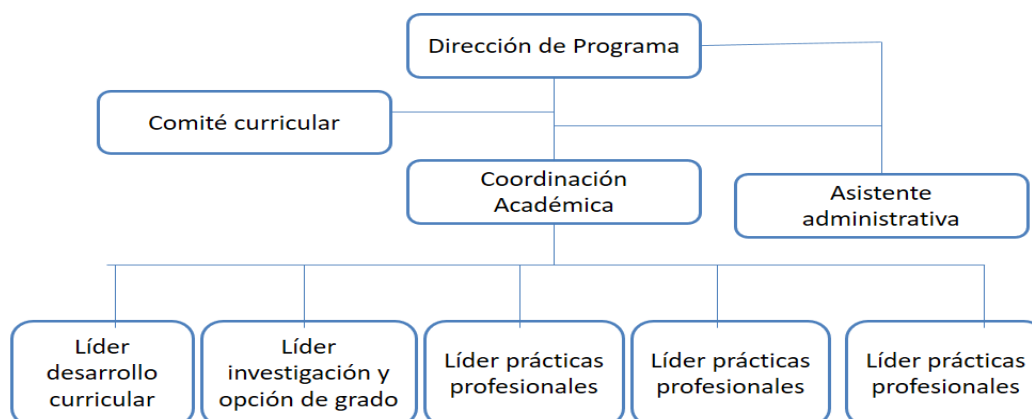 Dirección de Programa
Comité curricular
Coordinación
Académica
Asistente
administrativa
Líder
desarrollo
curricular
Líder
investigación y
opción de grado
Líder prácticas
profesionales
Líder prácticas
profesionales
Líder prácticas
profesionales